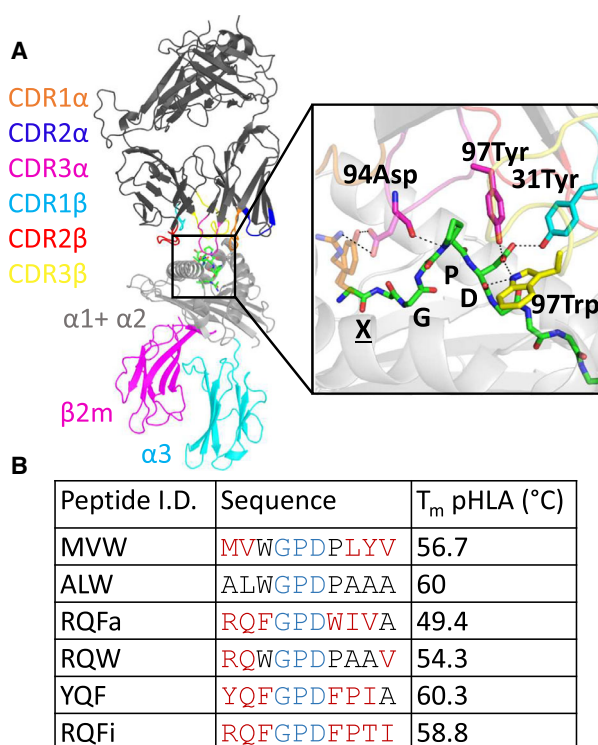 A
CDR1α
CDR2α
CDR3α
CDR1β
CDR2β
CDR3β
α1+ α2
β2m
α3
94Asp
97Tyr
31Tyr
P
D
97Trp
G
X
B
Peptide I.D. Sequence Tm pHLA (°C)
MVW MVWGPDPLYV 56.7
ALW ALWGPDPAAA 60
RQFa RQFGPDWIVA 49.4
RQW RQWGPDPAAV 54.3
YQF YQFGPDFPIA 60.3
RQFi RQFGPDFPTI 58.8